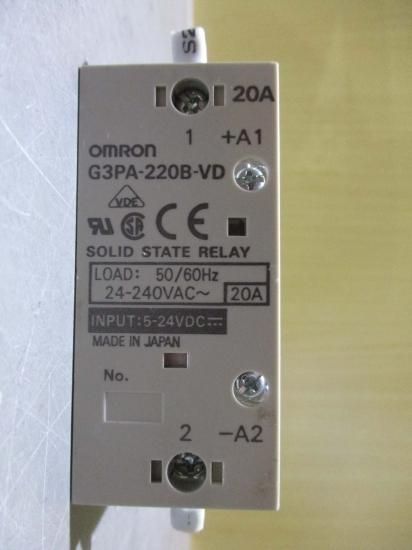 20A
1 +A1
OMRON
G3PA-220B-VD
VDE
SOLID STATE RELAY
LOAD: 50/60Hz
24-240VAC~ 20A
INPUT:5-24VDC⎓
MADE IN JAPAN
No.
2 -A2